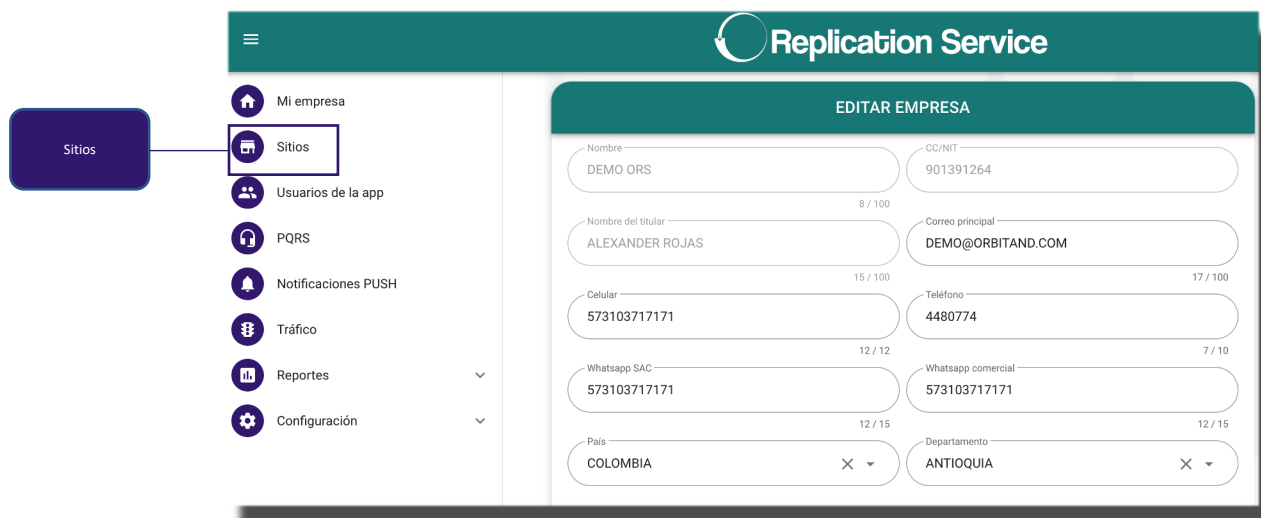 Replication Service
Sitios
Mi empresa
Sitios
Usuarios de la app
PQRS
Notificaciones PUSH
Tráfico
Reportes
Configuración
EDITAR EMPRESA
Nombre
DEMO ORS
8 / 100
CC/NIT
901391264
Nombre del titular
ALEXANDER ROJAS
15 / 100
Correo principal
DEMO@ORBITAND.COM
17 / 100
Celular
573103717171
12 / 12
Teléfono
4480774
7 / 10
Whatsapp SAC
573103717171
12 / 15
Whatsapp comercial
573103717171
12 / 15
País
COLOMBIA
Departamento
ANTIOQUIA